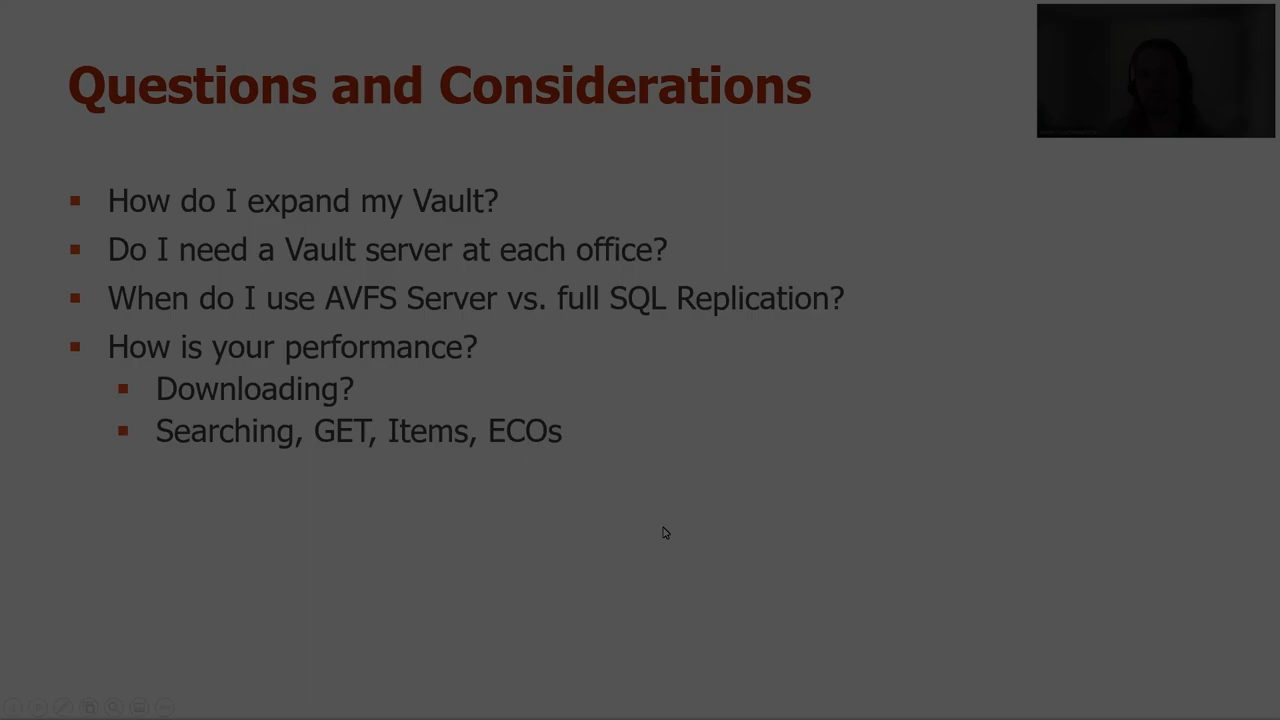 Questions and Considerations
How do I expand my Vault?
Do I need a Vault server at each office?
When do I use AVFS Server vs. full SQL Replication?
How is your performance?
Downloading?
Searching, GET, Items, ECOs